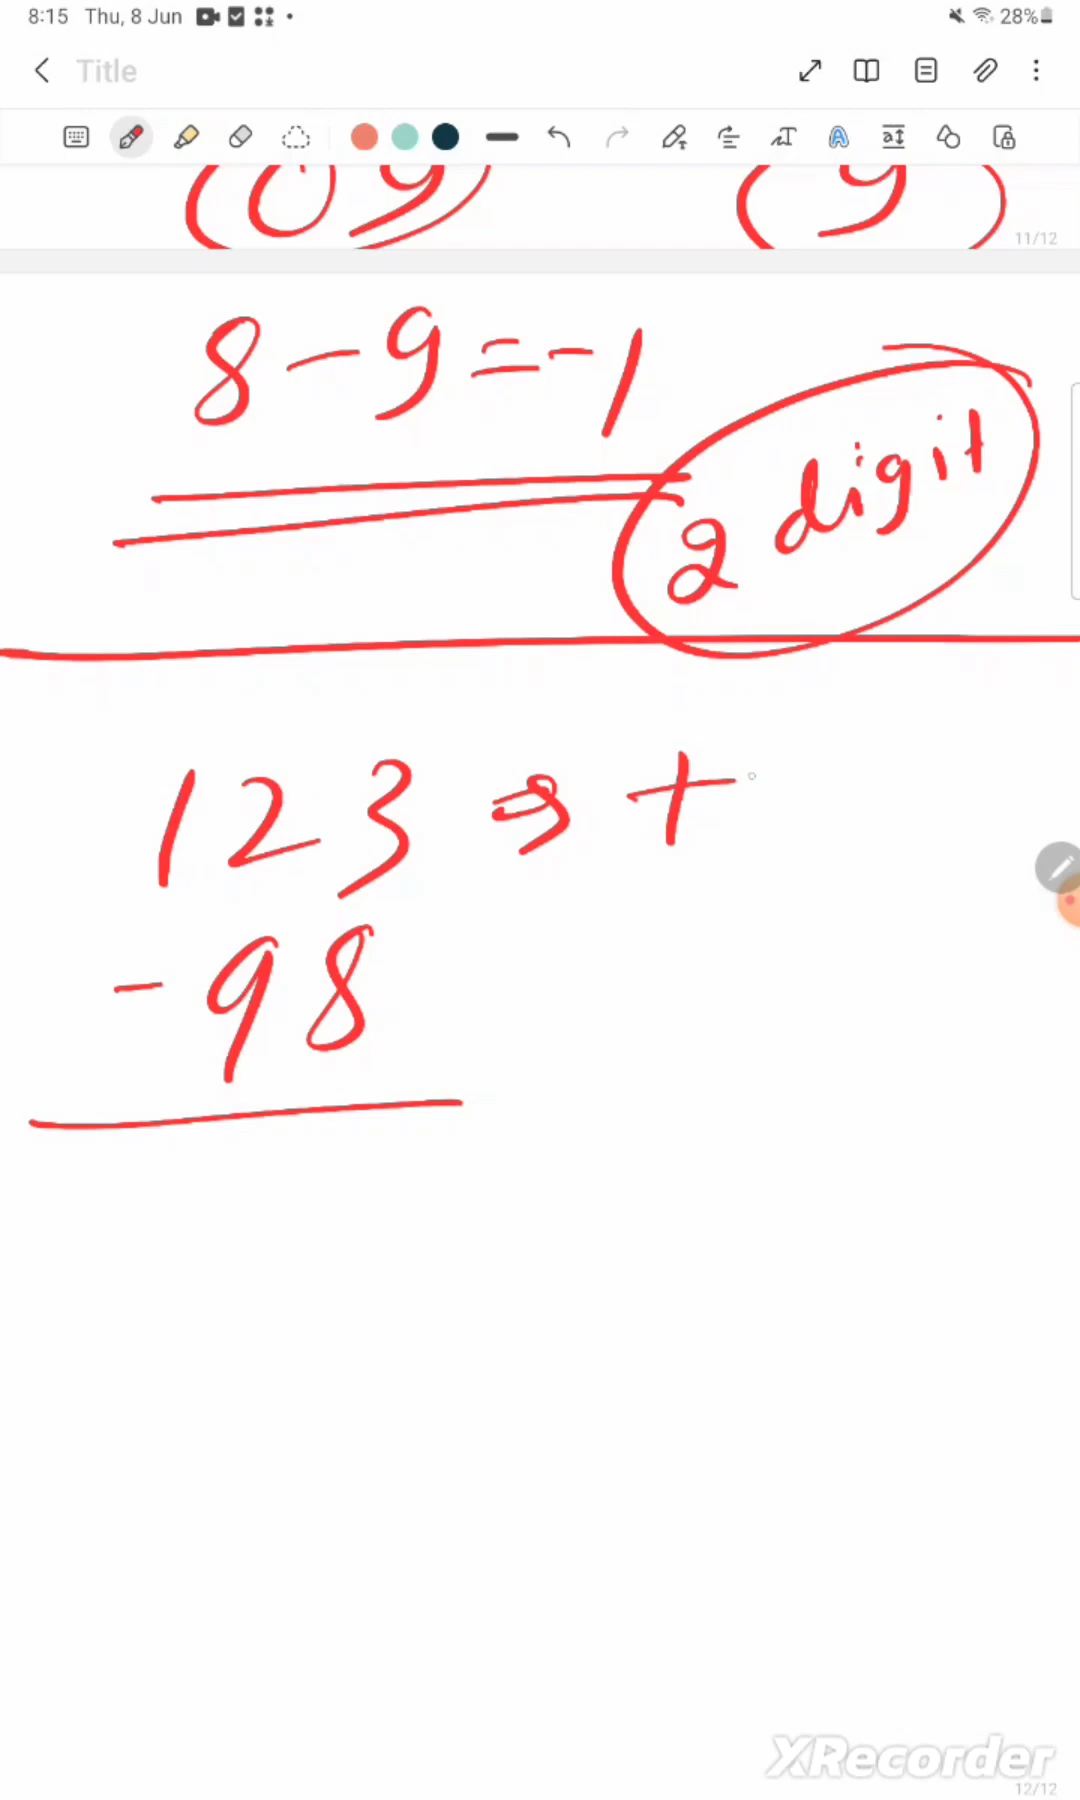 8:15 Thu, 8 Jun
28%
Title
11/12
8 - 9 = -1
2 digit
123 ⇒ +
- 98
XRecorder
12/12